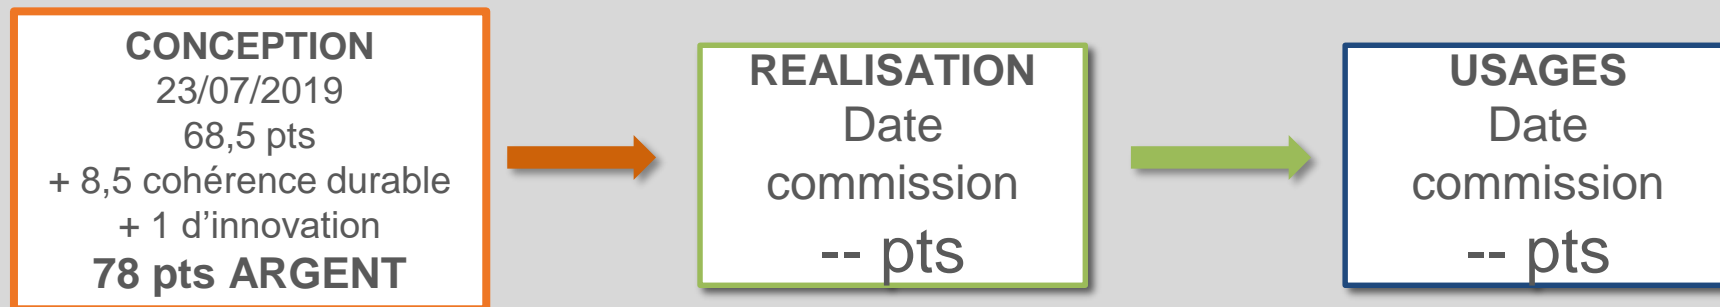 CONCEPTION
23/07/2019
68,5 pts
+ 8,5 cohérence durable
+ 1 d’innovation
78 pts ARGENT
REALISATION
Date
commission
-- pts
USAGES
Date
commission
-- pts